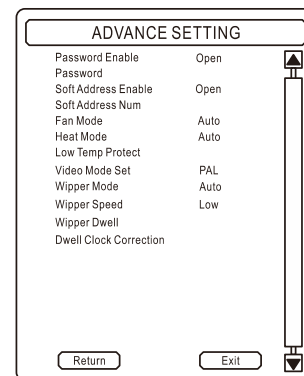 ADVANCE SETTING
Password Enable Open
Password
Soft Address Enable Open
Soft Address Num
Fan Mode Auto
Heat Mode Auto
Low Temp Protect
Video Mode Set PAL
Wipper Mode Auto
Wipper Speed Low
Wipper Dwell
Dwell Clock Correction
Return Exit